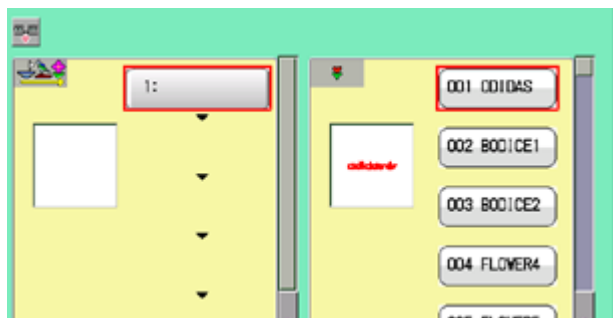 1:
001 ODIDAS
002 BODICE1
003 BODICE2
004 FLOWER4